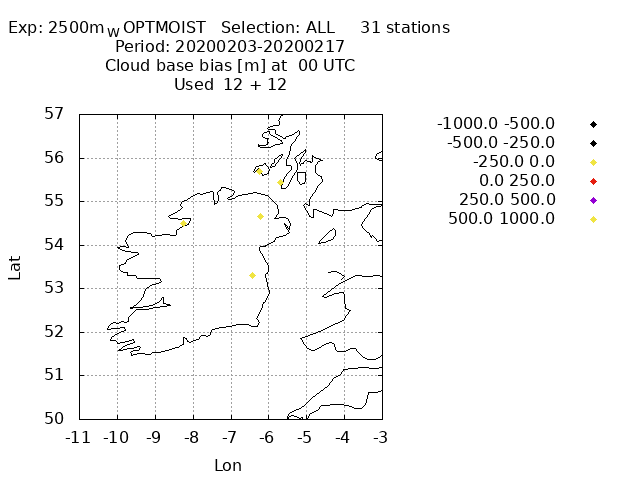 Exp: 2500mWOPTMOIST Selection: ALL 31 stations
Period: 20200203-20200217
Cloud base bias [m] at 00 UTC
Used 12 + 12
-1000.0 -500.0
-500.0 -250.0
-250.0 0.0
0.0 250.0
250.0 500.0
500.0 1000.0
57
56
55
54
53
52
51
50
Lat
-11 -10 -9 -8 -7 -6 -5 -4 -3
Lon